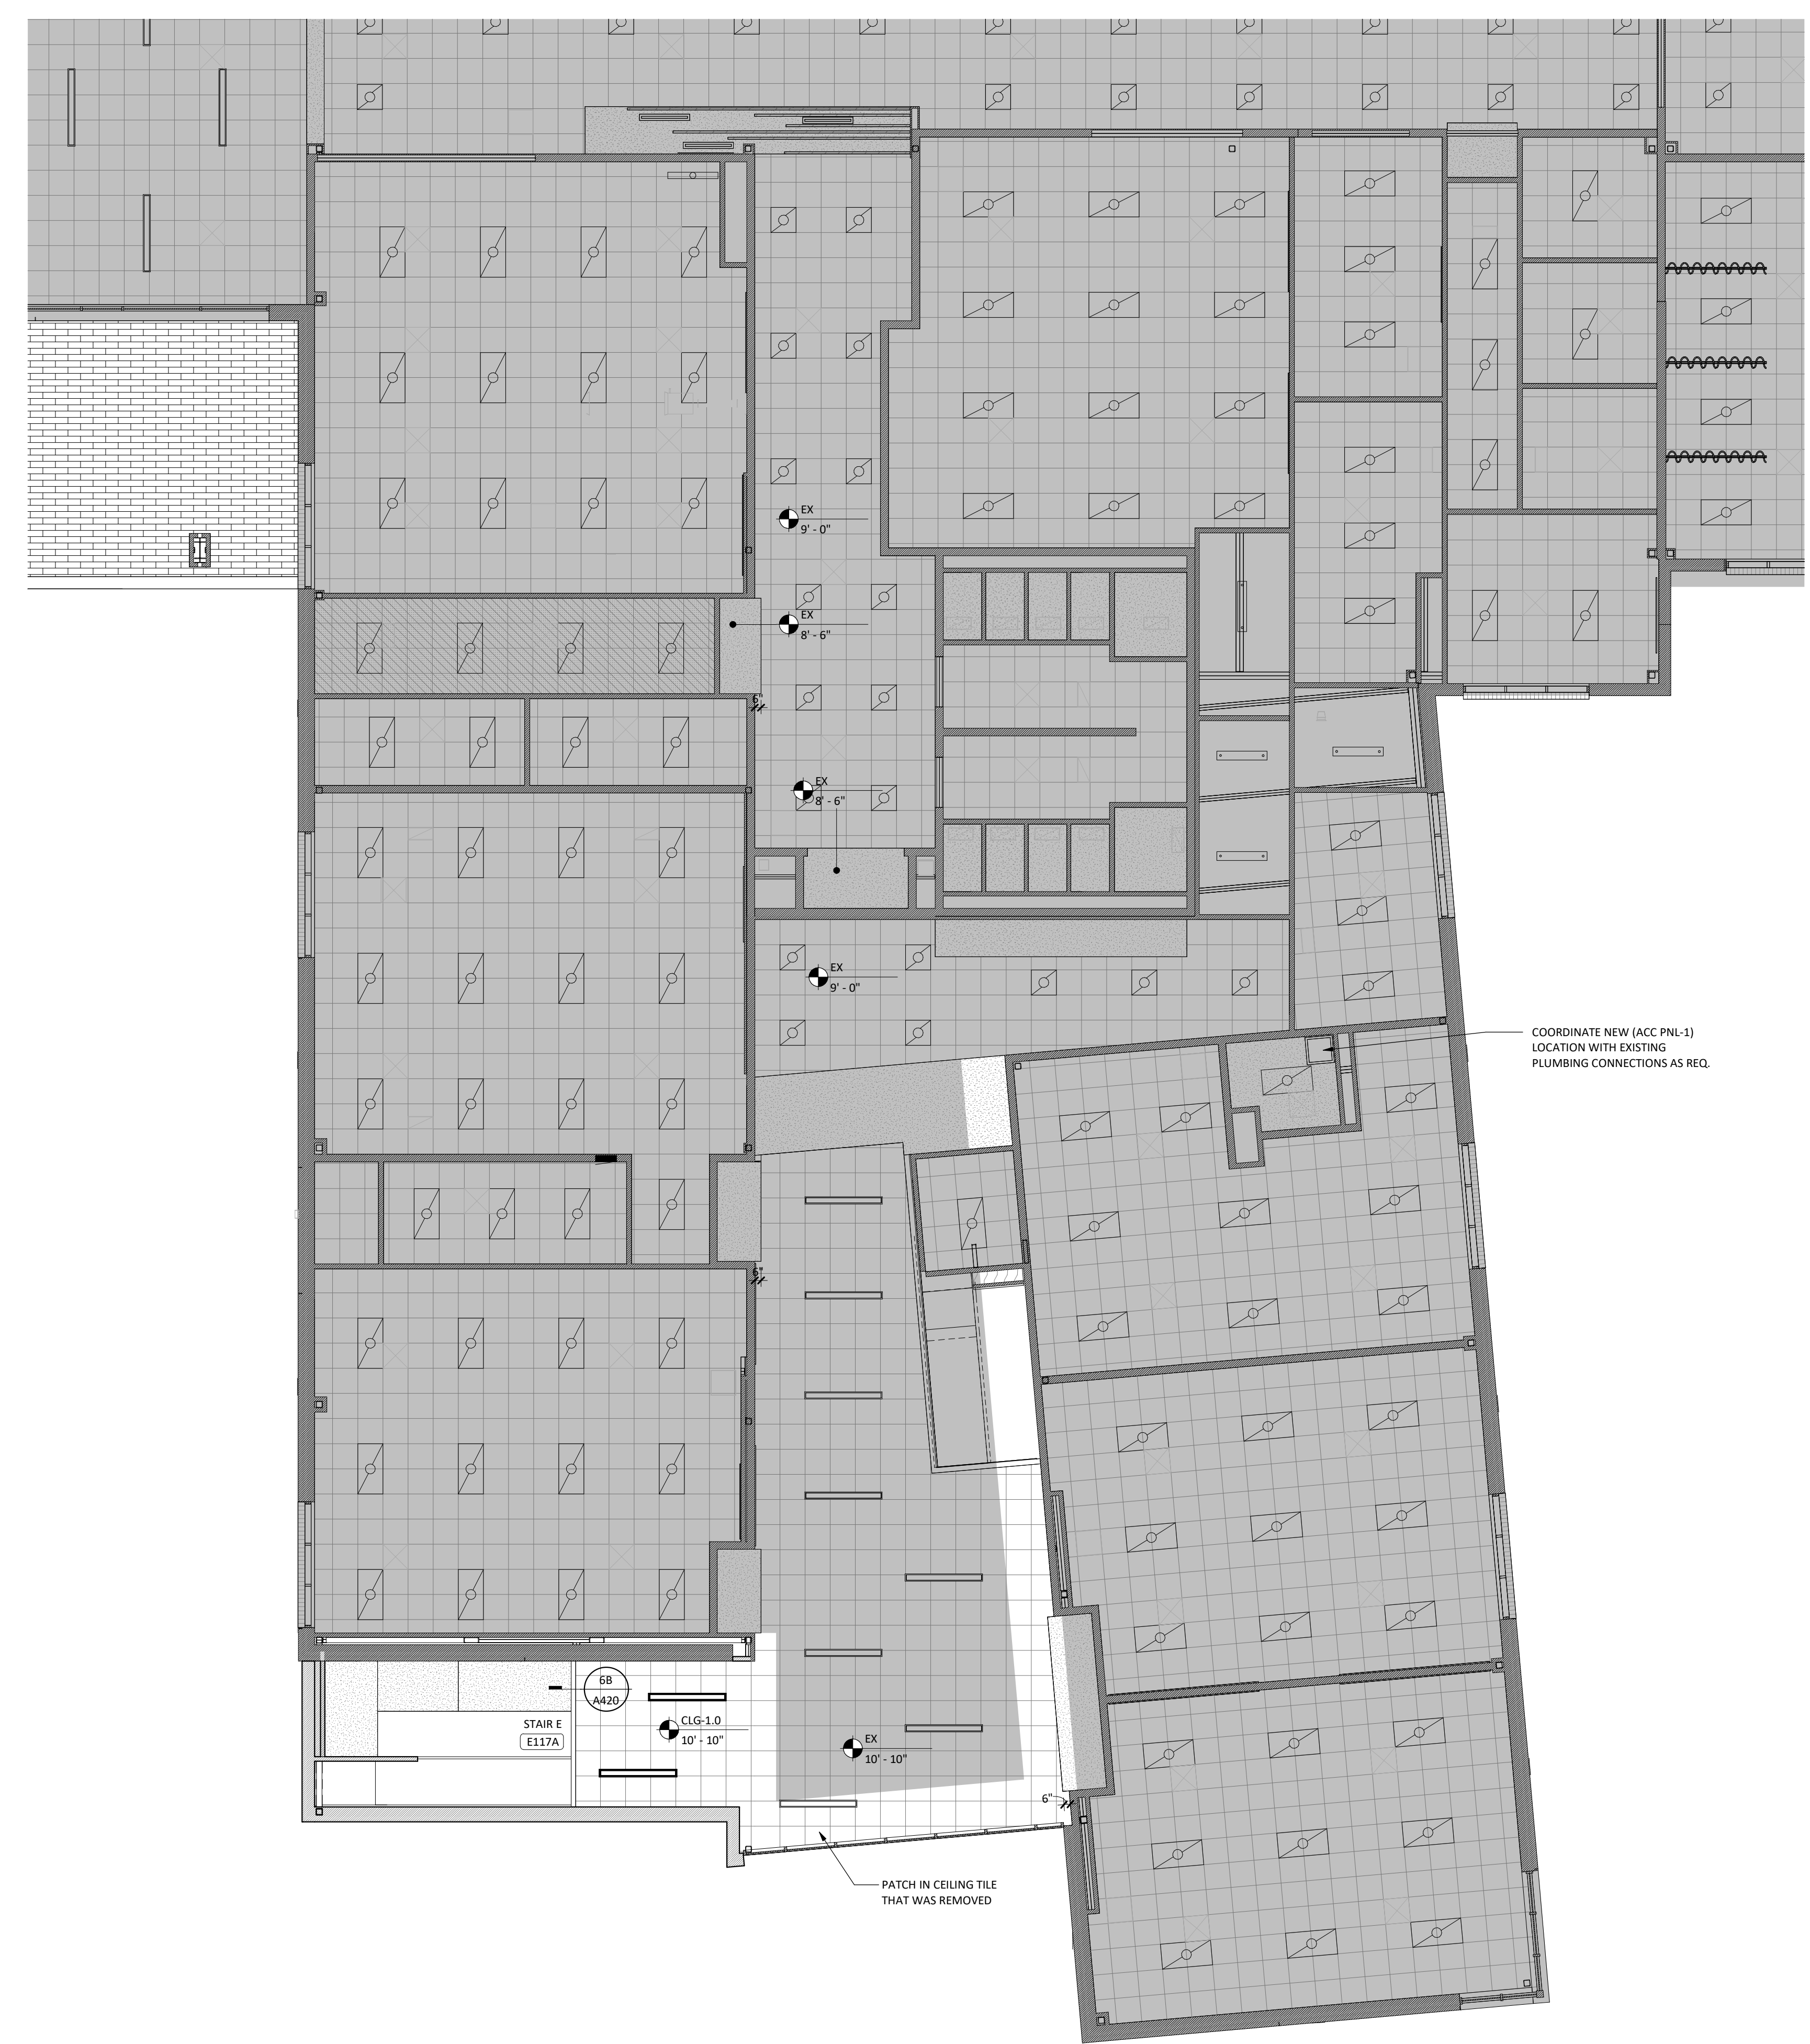 EX
9' - 0"
EX
8' - 6"
6"
EX
8' - 6"
EX
9' - 0"
COORDINATE NEW (ACC PNL-1)
LOCATION WITH EXISTING
PLUMBING CONNECTIONS AS REQ.
6"
6B
A420
STAIR E
E117A
CLG-1.0
10' - 10"
EX
10' - 10"
6"
PATCH IN CEILING TILE
THAT WAS REMOVED